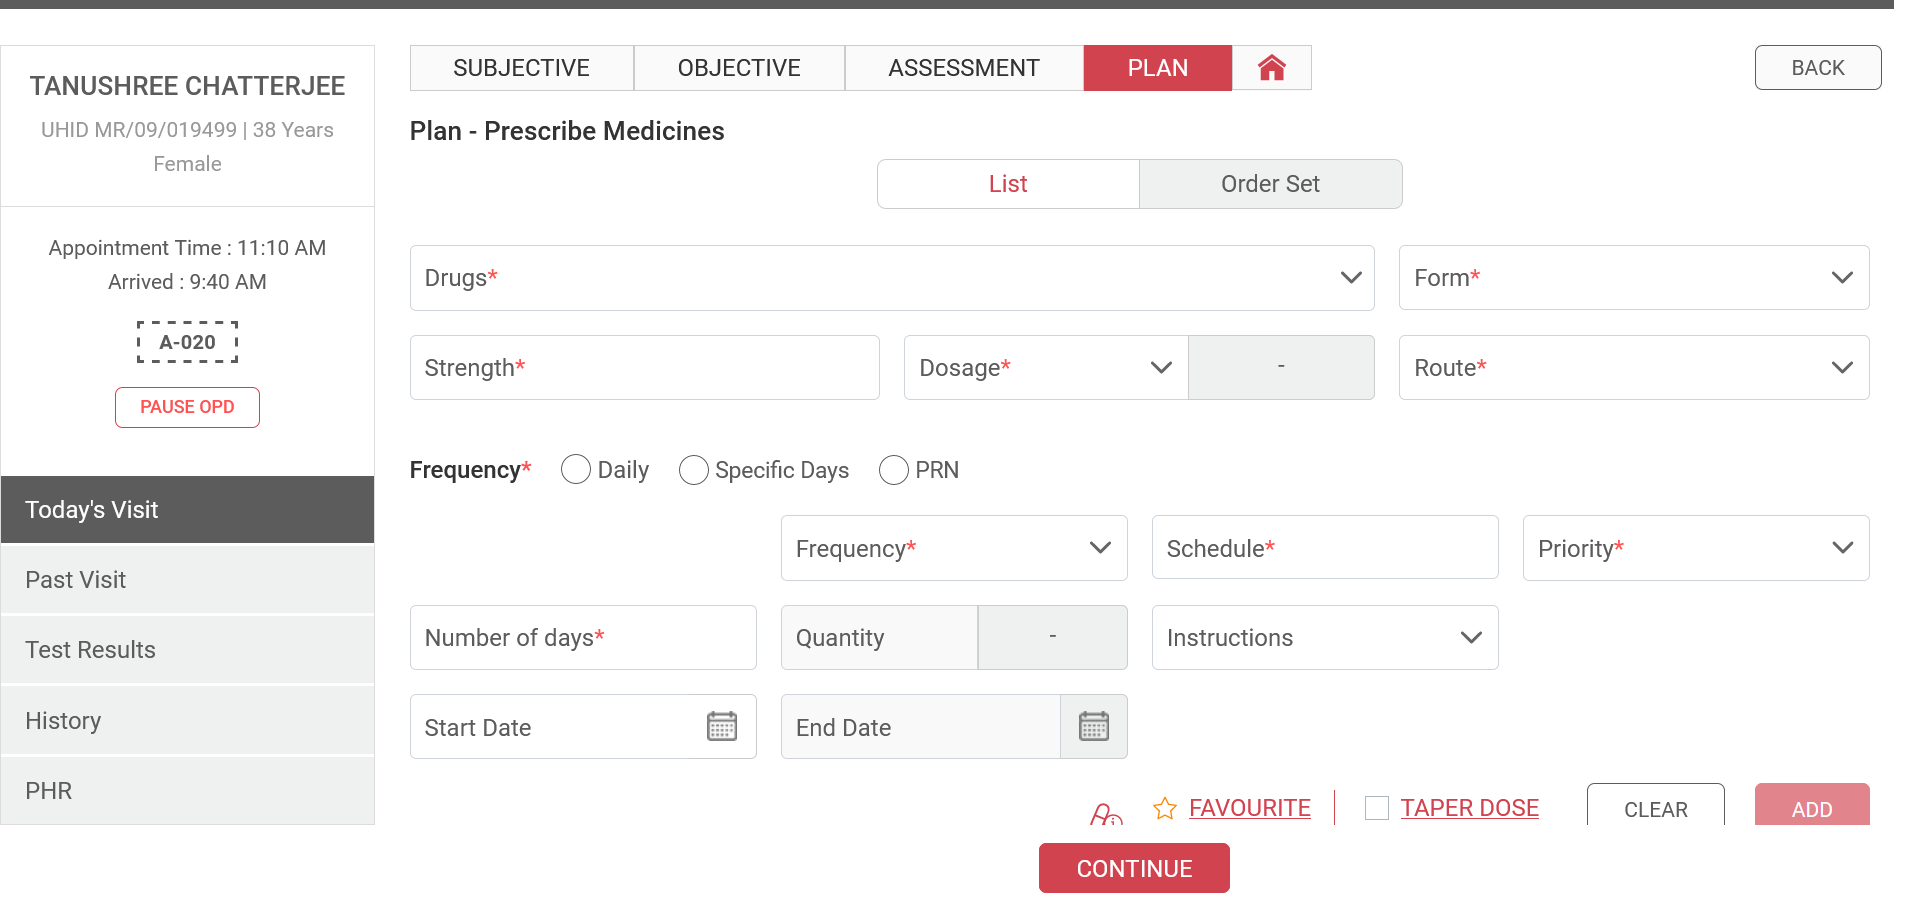 TANUSHREE CHATTERJEE
UHID MR/09/019499 | 38 Years
Female
Appointment Time : 11:10 AM
Arrived : 9:40 AM
A-020
PAUSE OPD
Today's Visit
Past Visit
Test Results
History
PHR
SUBJECTIVE OBJECTIVE ASSESSMENT PLAN BACK
Plan - Prescribe Medicines
List Order Set
Drugs* Form*
Strength* Dosage* - Route*
Frequency* Daily Specific Days PRN
Frequency* Schedule* Priority*
Number of days* Quantity - Instructions
Start Date End Date
FAVOURITE TAPER DOSE CLEAR ADD
CONTINUE